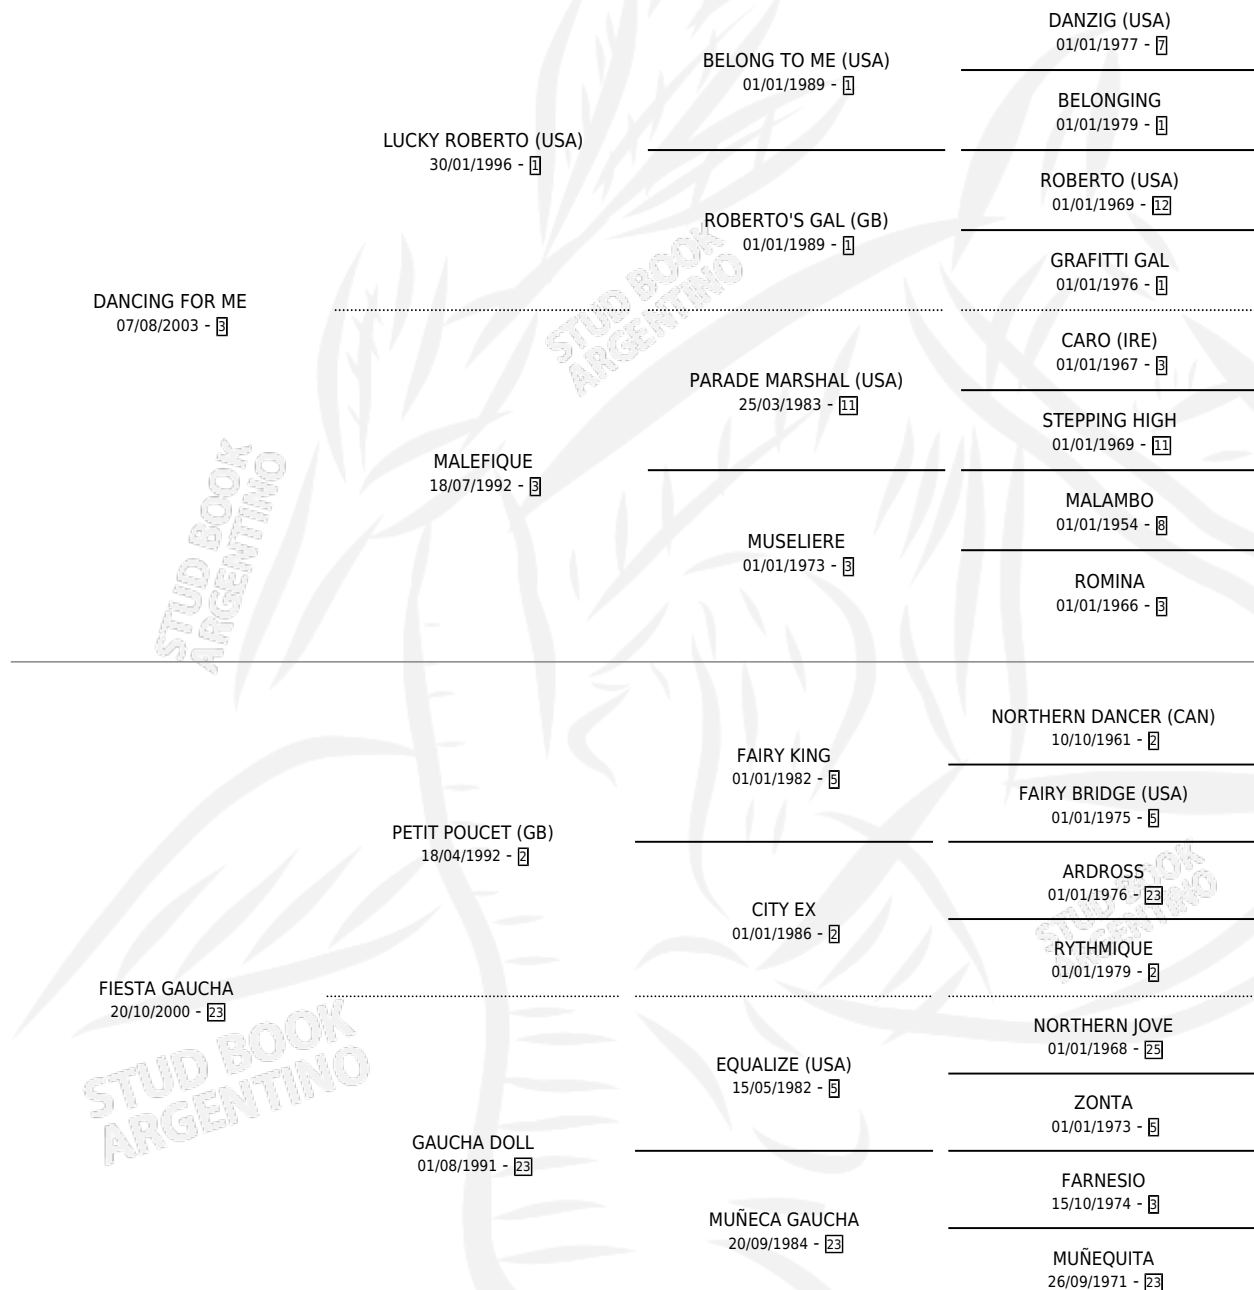 DANZIG (USA)
01/01/1977 - 7
BELONG TO ME (USA)
01/01/1989 - 1
BELONGING
01/01/1979 - 1
LUCKY ROBERTO (USA)
30/01/1996 - 1
ROBERTO (USA)
01/01/1969 - 12
ROBERTO'S GAL (GB)
01/01/1989 - 1
GRAFITTI GAL
01/01/1976 - 1
DANCING FOR ME
07/08/2003 - 3
STUD BOOK
ARGENTINO
CARO (IRE)
01/01/1967 - 3
PARADE MARSHAL (USA)
25/03/1983 - 11
STEPPING HIGH
01/01/1969 - 11
MALEFIQUE
18/07/1992 - 3
MALAMBO
01/01/1954 - 8
MUSELIERE
01/01/1973 - 3
ROMINA
01/01/1966 - 3
STUD BOOK
ARGENTINO
NORTHERN DANCER (CAN)
10/10/1961 - 2
FAIRY KING
01/01/1982 - 5
FAIRY BRIDGE (USA)
01/01/1975 - 5
PETIT POUCET (GB)
18/04/1992 - 2
ARDROSS
01/01/1976 - 23
CITY EX
01/01/1986 - 2
STUD BOOK
ARGENTINO
RYTHMIQUE
01/01/1979 - 2
FIESTA GAUCHA
20/10/2000 - 23
STUD BOOK
ARGENTINO
NORTHERN JOVE
01/01/1968 - 25
EQUALIZE (USA)
15/05/1982 - 5
ZONTA
01/01/1973 - 5
GAUCHA DOLL
01/08/1991 - 23
FARNESIO
15/10/1974 - 3
MUÑECA GAUCHA
20/09/1984 - 23
MUÑEQUITA
26/09/1971 - 23